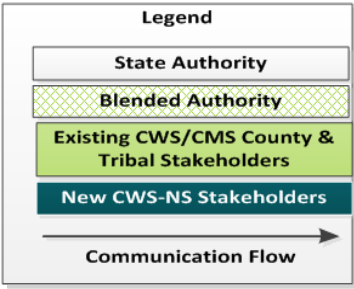 Legend
State Authority
Blended Authority
Existing CWS/CMS County &
Tribal Stakeholders
New CWS-NS Stakeholders
Communication Flow